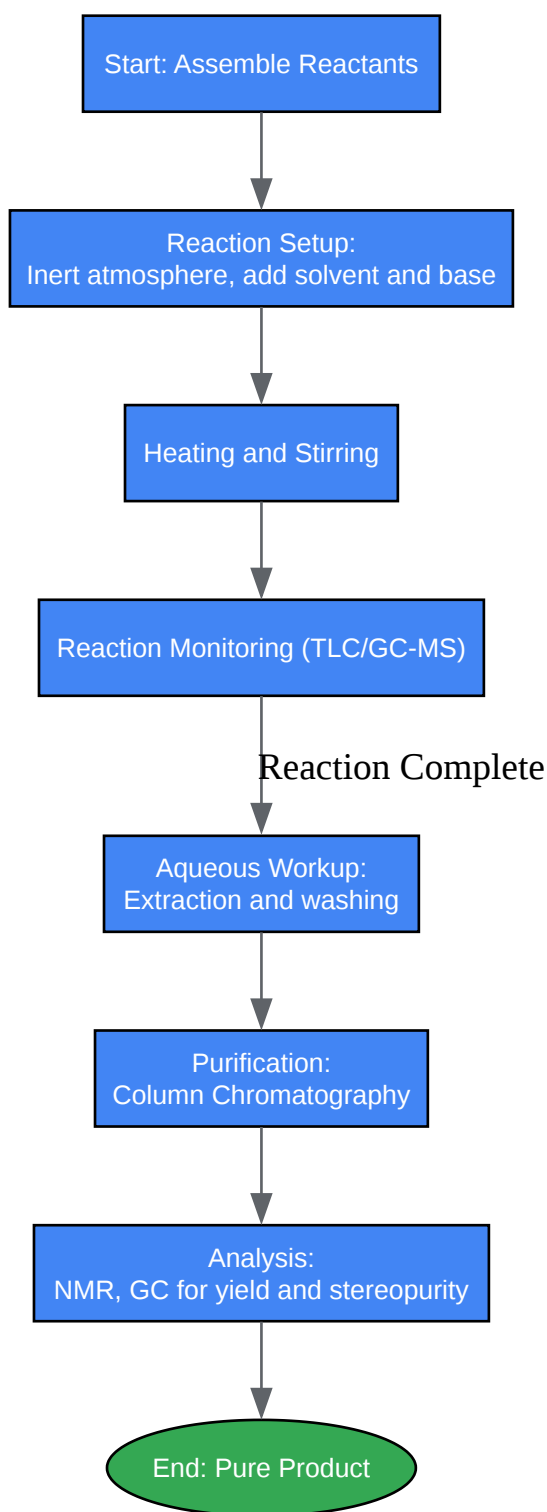 Start: Assemble Reactants
Reaction Setup:
Inert atmosphere, add solvent and base
Heating and Stirring
Reaction Monitoring (TLC/GC-MS)
Reaction Complete
Aqueous Workup:
Extraction and washing
Purification:
Column Chromatography
Analysis:
NMR, GC for yield and stereopurity
End: Pure Product